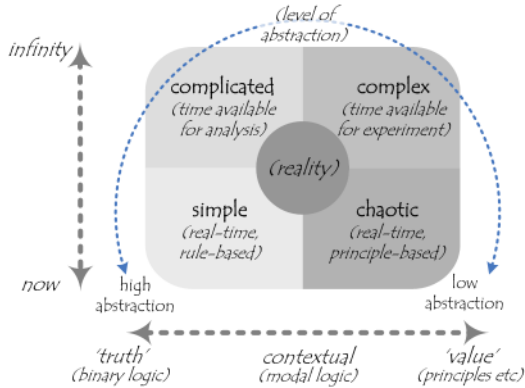 (level of
abstraction)
infinity
complicated
(time available
for analysis)
complex
(time available
for experiment)
(reality)
simple
(real-time,
rule-based)
chaotic
(real-time,
principle-based)
now
high
abstraction
low
abstraction
'truth'
(binary logic)
contextual
(modal logic)
'value'
(principles etc)